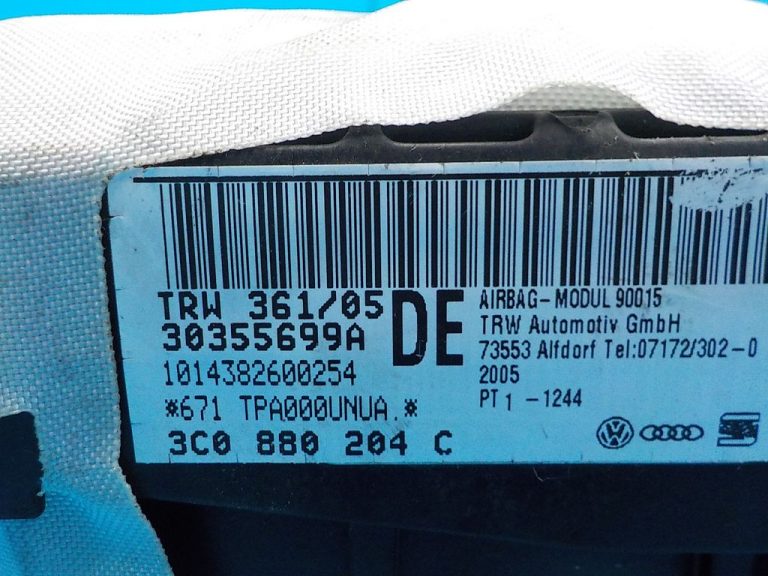 TRW 361/05
30355699A
1014382600254
*671 TPA000UNUA.*
3C0 880 204 C
DE
AIRBAG-MODUL 90015
TRW Automotiv GmbH
73553 Alfdorf Tel:07172/302-0
2005
PT 1 -1244